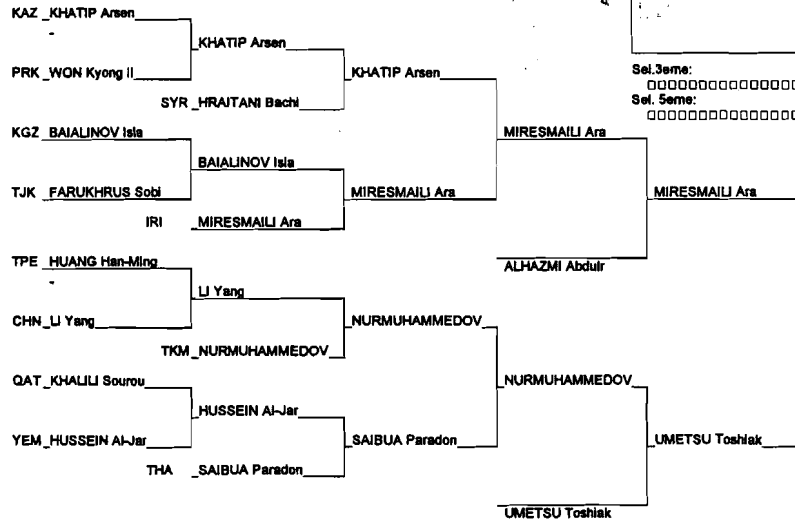 KAZ KHATIP Arsen
KHATIP Arsen
PRK WON Kyong Il
KHATIP Arsen
SYR HRAITANI Bachi
Sel.3eme:
Sel. 5eme:
KGZ BAIALINOV Isla
MIRESMAILI Ara
BAIALINOV Isla
TJK FARUKHRUS Sobi
MIRESMAILI Ara
MIRESMAILI Ara
IRI MIRESMAILI Ara
TPE HUANG Han-Ming
ALHAZMI Abdulr
LI Yang
CHN LI Yang
NURMUHAMMEDOV
TKM NURMUHAMMEDOV
QAT KHALILI Sourou
NURMUHAMMEDOV
HUSSEIN Al-Jar
YEM HUSSEIN Al-Jar
SAIBUA Paradon
UMETSU Toshiak
THA SAIBUA Paradon
UMETSU Toshiak